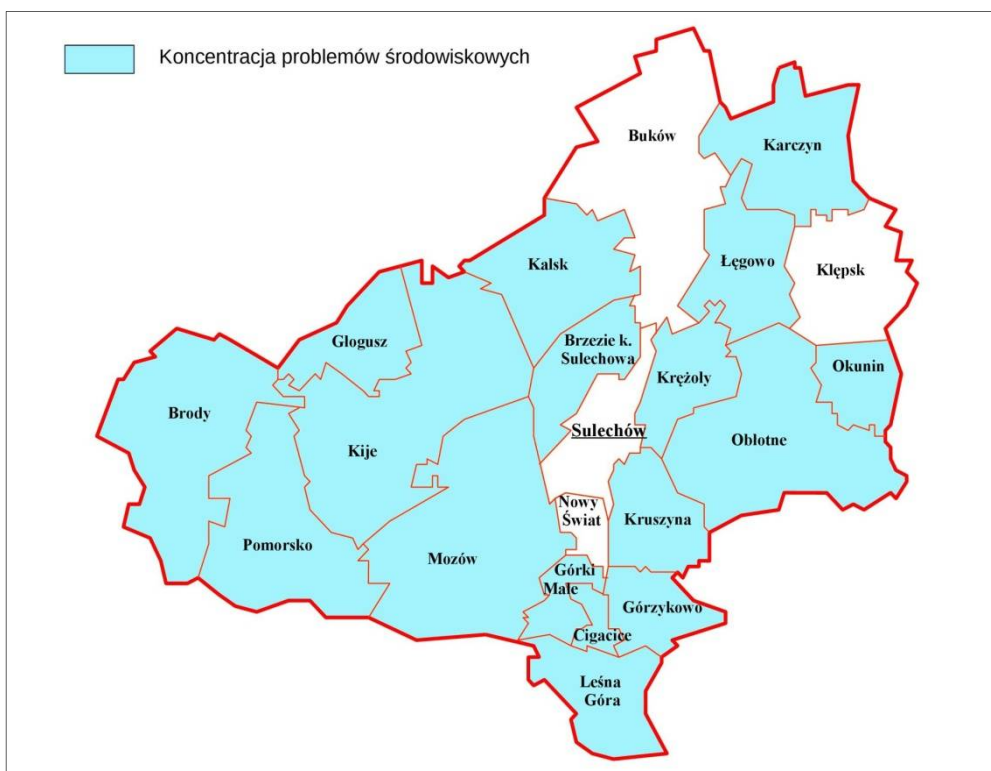 Koncentracja problemów środowiskowych
Buków
Karczyn
Kalsk
Łęgowo
Klępsk
Głogusz
Brzezie k.
Sulechowa
Krężoły
Okunin
Brody
Sulechów
Obłotne
Kije
Nowy
Świat
Kruszyna
Pomorsko
Mozów
Górki
Małe
Górzykowo
Cigacice
Leśna
Góra